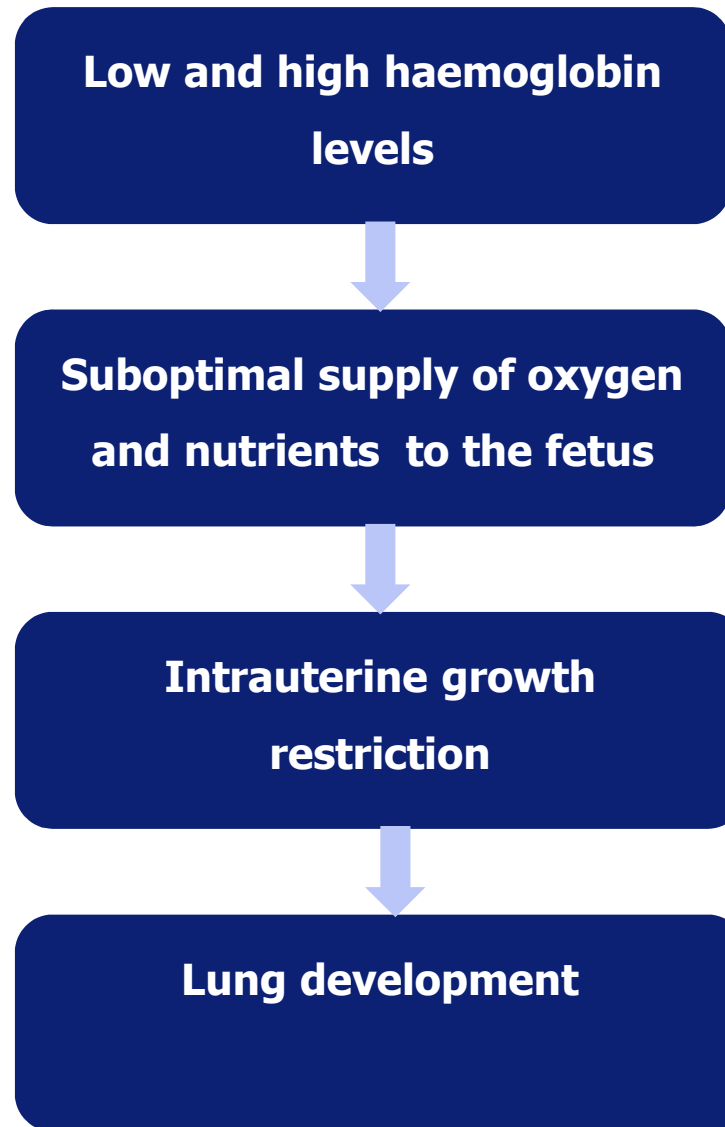 Low and high haemoglobin
levels
Suboptimal supply of oxygen
and nutrients  to the fetus
Intrauterine growth
restriction
Lung development